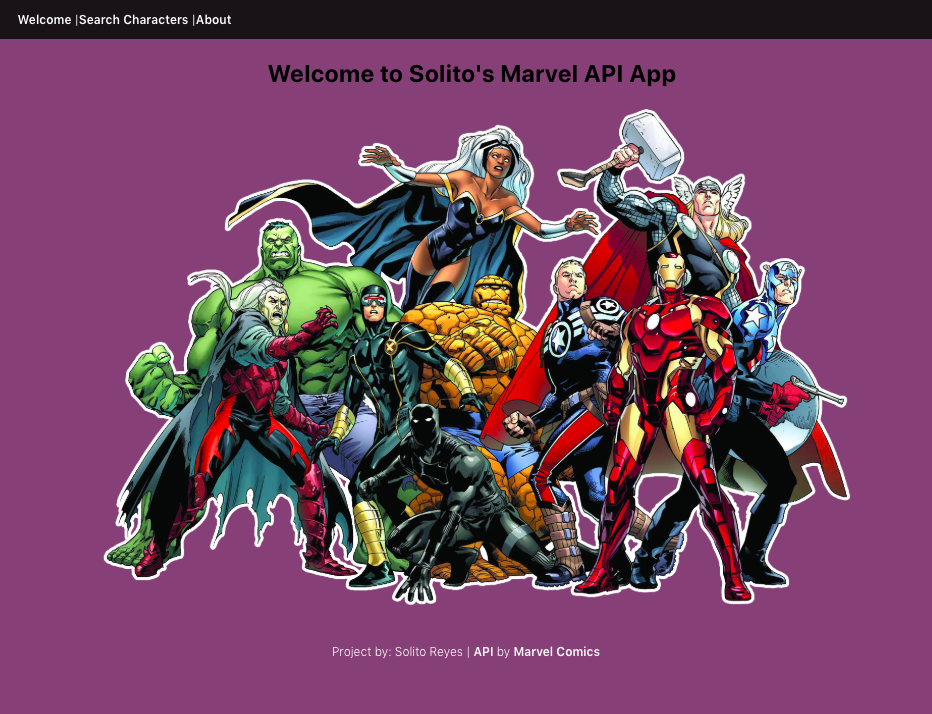 Welcome |Search Characters |About
Welcome to Solito's Marvel API App
Project by: Solito Reyes | API by Marvel Comics